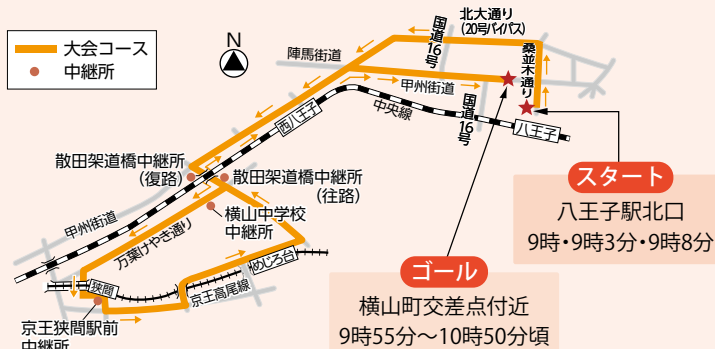 大会コース
中継所
N
北大通り
(20号バイパス)
国道16号
桑並木通り
陣馬街道
甲州街道
国道16号
中央線
西八王子
八王子
散田架道橋中継所
(復路)
散田架道橋中継所
(往路)
横山中学校
中継所
甲州街道
万葉けやき通り
めじろ台
狭間
京王高尾線
京王狭間駅前
中継所
スタート
八王子駅北口
9時・9時3分・9時8分
ゴール
横山町交差点付近
9時55分〜10時50分頃